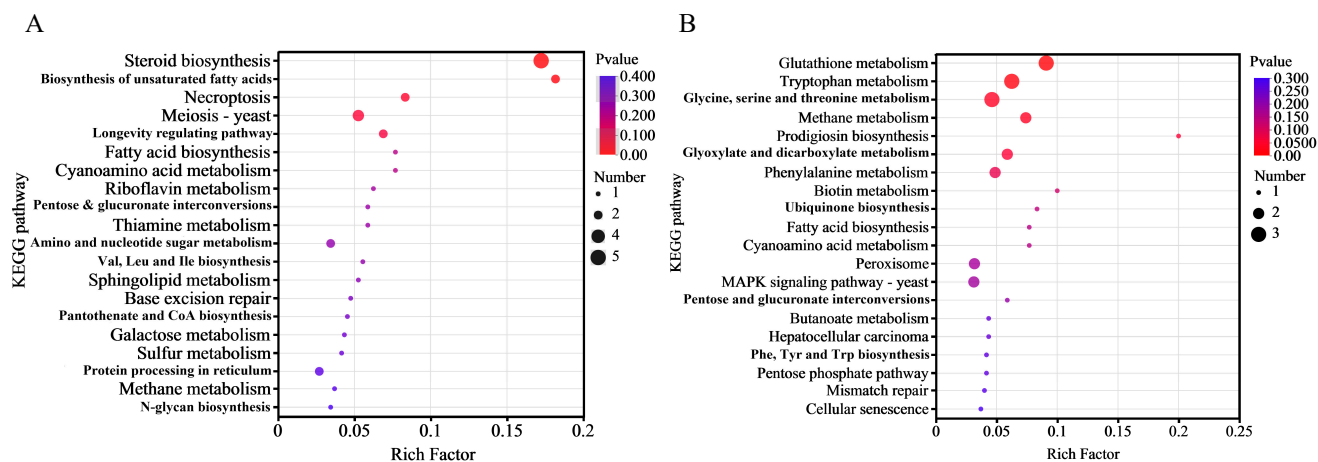 A
KEGG pathway
Steroid biosynthesis
Biosynthesis of unsaturated fatty acids
Necroptosis
Meiosis - yeast
Longevity regulating pathway
Fatty acid biosynthesis
Cyanoamino acid metabolism
Riboflavin metabolism
Pentose & glucuronate interconversions
Thiamine metabolism
Amino and nucleotide sugar metabolism
Val, Leu and Ile biosynthesis
Sphingolipid metabolism
Base excision repair
Pantothenate and CoA biosynthesis
Galactose metabolism
Sulfur metabolism
Protein processing in reticulum
Methane metabolism
N-glycan biosynthesis
0 0.05 0.1 0.15 0.2
Rich Factor
Pvalue
0.400
0.300
0.200
0.100
0.00
Number
1
2
4
5
B
KEGG pathway
Glutathione metabolism
Tryptophan metabolism
Glycine, serine and threonine metabolism
Methane metabolism
Prodigiosin biosynthesis
Glyoxylate and dicarboxylate metabolism
Phenylalanine metabolism
Biotin metabolism
Ubiquinone biosynthesis
Fatty acid biosynthesis
Cyanoamino acid metabolism
Peroxisome
MAPK signaling pathway - yeast
Pentose and glucuronate interconversions
Butanoate metabolism
Hepatocellular carcinoma
Phe, Tyr and Trp biosynthesis
Pentose phosphate pathway
Mismatch repair
Cellular senescence
0 0.05 0.1 0.15 0.2 0.25
Rich Factor
Pvalue
0.300
0.250
0.200
0.150
0.100
0.0500
0.00
Number
1
2
3